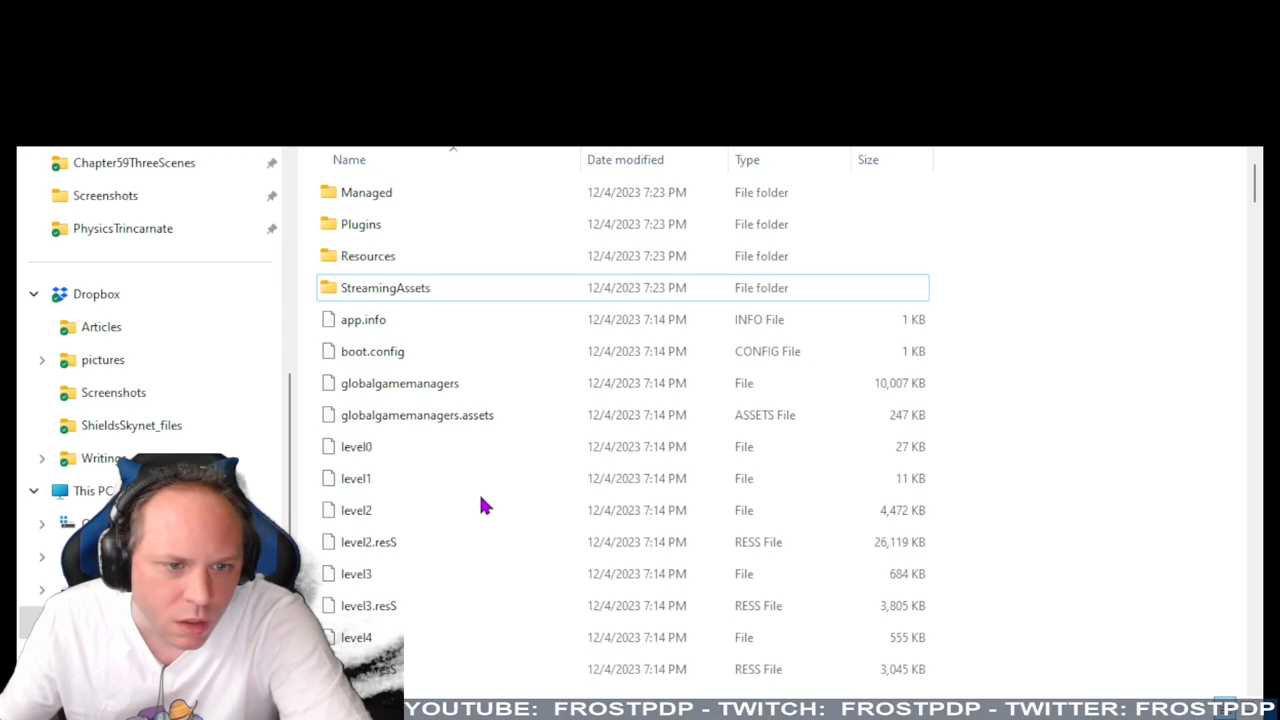 Name Date modified Type Size
Chapter59ThreeScenes
Screenshots
PhysicsTrincarnate
Dropbox
Articles
pictures
Screenshots
ShieldsSkynet_files
Writing
This PC
Managed 12/4/2023 7:23 PM File folder
Plugins 12/4/2023 7:23 PM File folder
Resources 12/4/2023 7:23 PM File folder
StreamingAssets 12/4/2023 7:23 PM File folder
app.info 12/4/2023 7:14 PM INFO File 1 KB
boot.config 12/4/2023 7:14 PM CONFIG File 1 KB
globalgamemanagers 12/4/2023 7:14 PM File 10,007 KB
globalgamemanagers.assets 12/4/2023 7:14 PM ASSETS File 247 KB
level0 12/4/2023 7:14 PM File 27 KB
level1 12/4/2023 7:14 PM File 11 KB
level2 12/4/2023 7:14 PM File 4,472 KB
level2.resS 12/4/2023 7:14 PM RESS File 26,119 KB
level3 12/4/2023 7:14 PM File 684 KB
level3.resS 12/4/2023 7:14 PM RESS File 3,805 KB
level4 12/4/2023 7:14 PM File 555 KB
12/4/2023 7:14 PM RESS File 3,045 KB
YOUTUBE: FROSTPDP - TWITCH: FROSTPDP - TWITTER: FROSTPDP